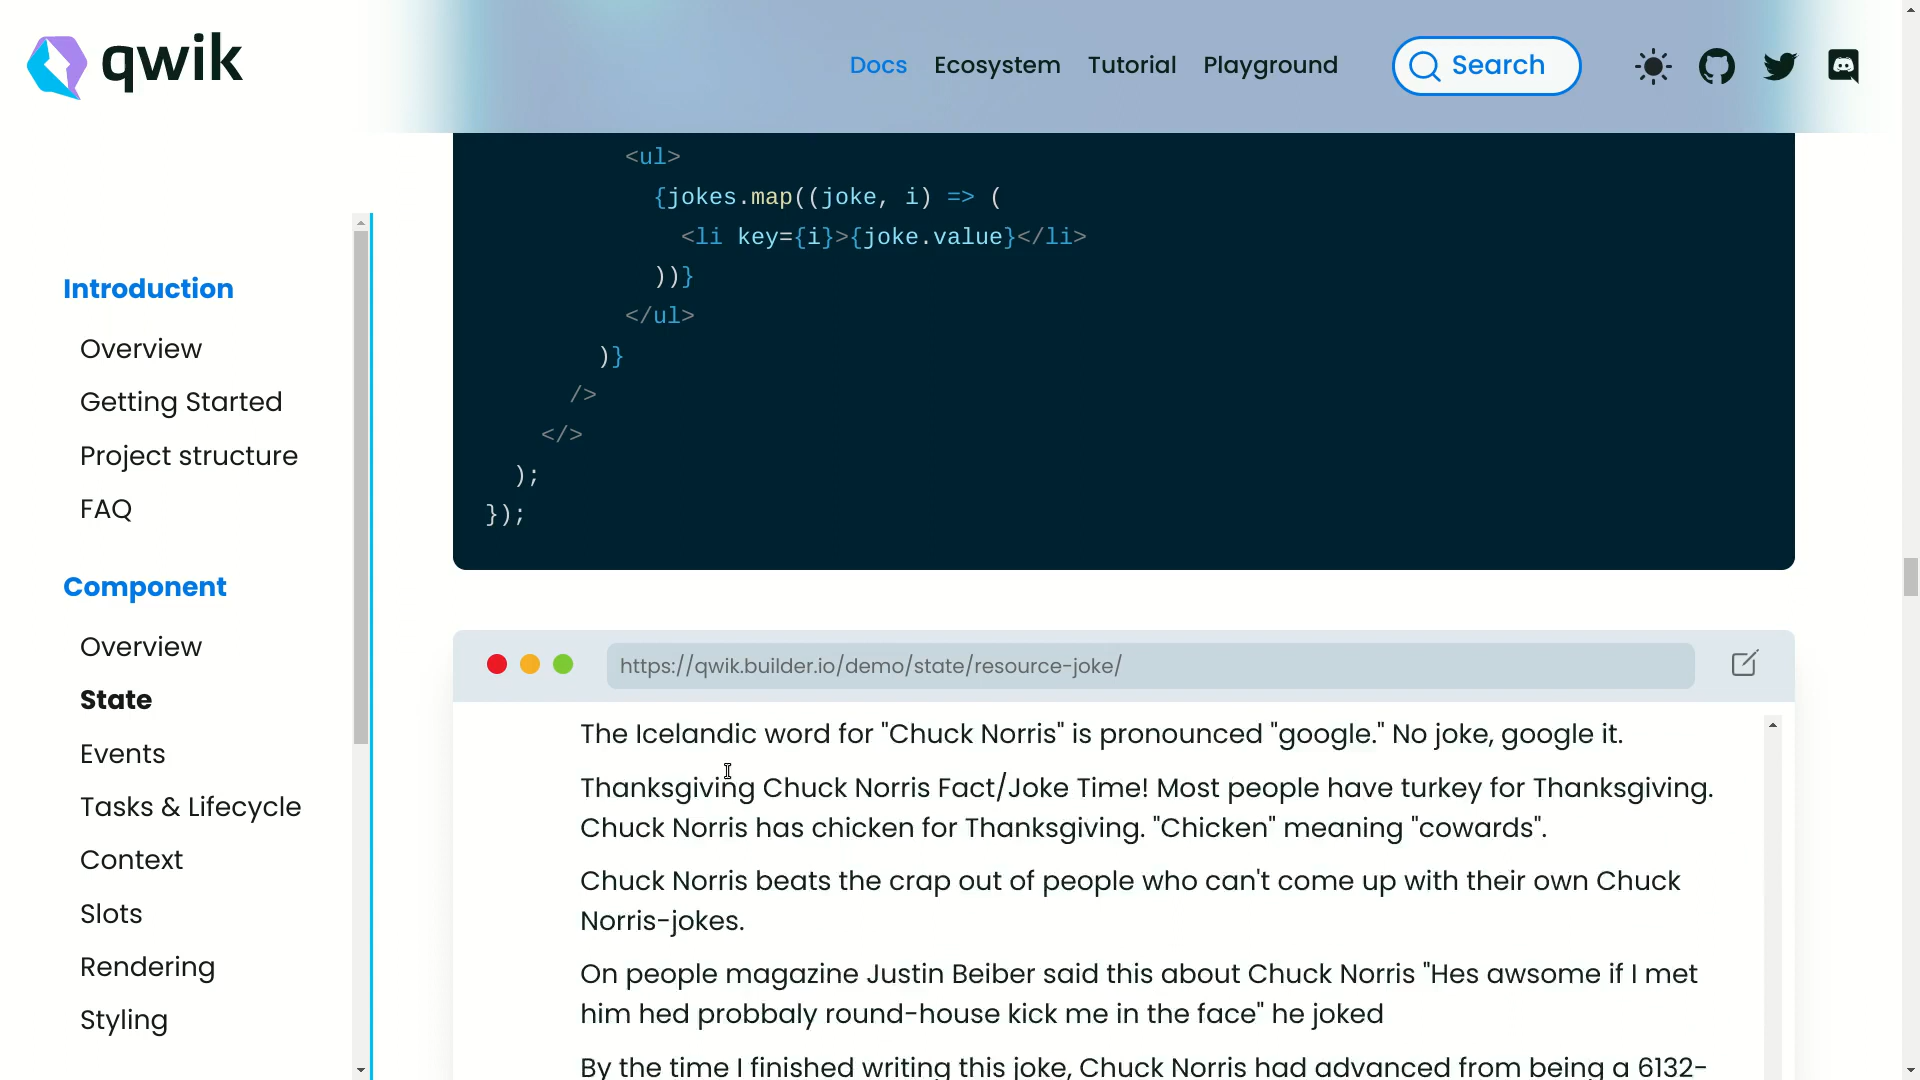 qwik
Docs Ecosystem Tutorial Playground Search
Introduction
Overview
Getting Started
Project structure
FAQ
Component
Overview
State
Events
Tasks & Lifecycle
Context
Slots
Rendering
Styling
<ul>
{jokes.map((joke, i) => (
<li key={i}>{joke.value}</li>
))}
</ul>
)}
/>
</>
);
});
https://qwik.builder.io/demo/state/resource-joke/
The Icelandic word for "Chuck Norris" is pronounced "google." No joke, google it.
Thanksgiving Chuck Norris Fact/Joke Time! Most people have turkey for Thanksgiving.
Chuck Norris has chicken for Thanksgiving. "Chicken" meaning "cowards".
Chuck Norris beats the crap out of people who can't come up with their own Chuck
Norris-jokes.
On people magazine Justin Beiber said this about Chuck Norris "Hes awsome if I met
him hed probbaly round-house kick me in the face" he joked
By the time I finished writing this joke, Chuck Norris had advanced from being a 6132-